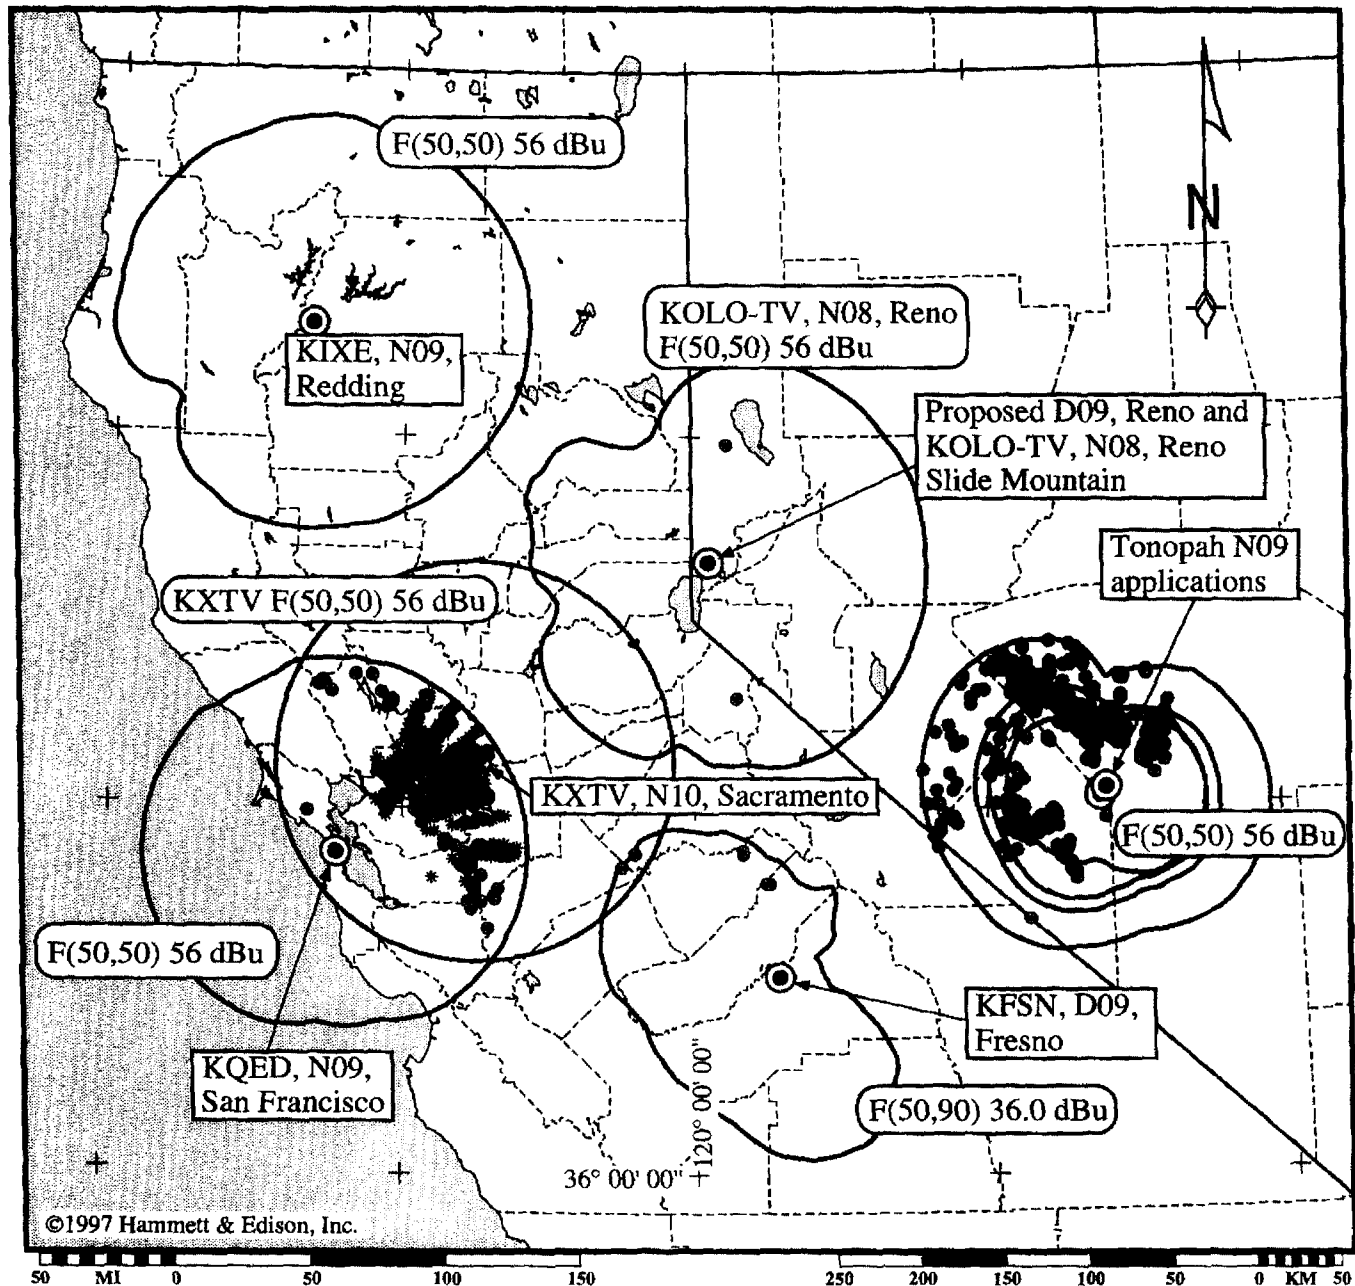 F(50,50) 56 dBu
N
KOLO-TV, N08, Reno
F(50,50) 56 dBu
KIXE, N09,
Redding
Proposed D09, Reno and
KOLO-TV, N08, Reno
Slide Mountain
Tonopah N09
applications
KXTV F(50,50) 56 dBu
KXTV, N10, Sacramento
F(50,50) 56 dBu
F(50,50) 56 dBu
KFSN, D09,
Fresno
KQED, N09,
San Francisco
F(50,90) 36.0 dBu
120° 00' 00"
36° 00' 00"
©1997 Hammett & Edison, Inc.
50 MI 0 50 100 150 250 200 150 100 50 0 KM 50